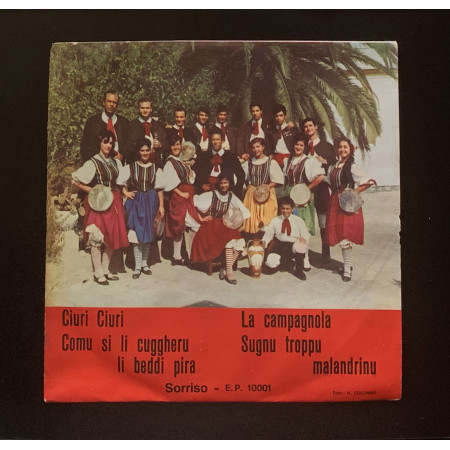 Ciuri Ciuri
Comu si li cuggheru
li beddi pira
La campagnola
Sugnu troppu
malandrinu
Sorriso - E.P. 10001